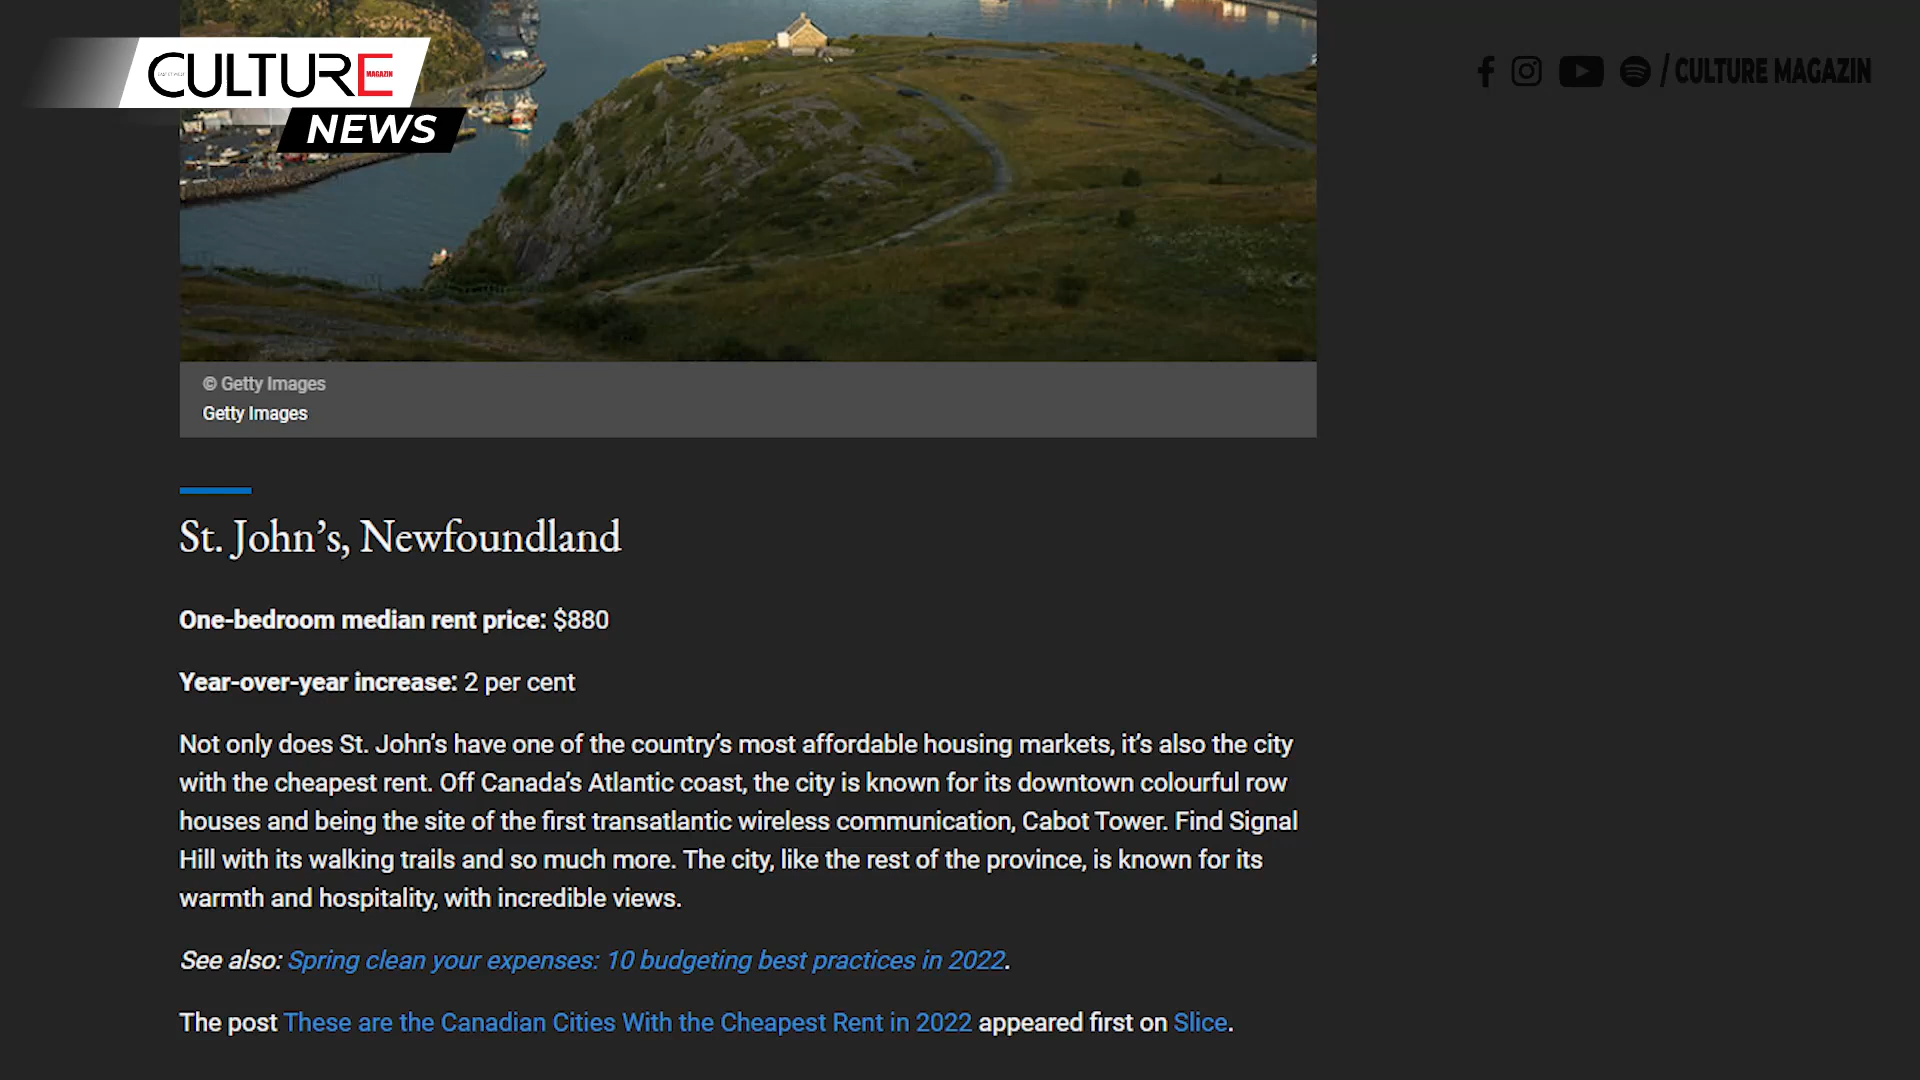 CULTURE
MAGAZIN
NEWS
/ CULTURE MAGAZIN
© Getty Images
Getty Images
St. John’s, Newfoundland
One-bedroom median rent price: $880
Year-over-year increase: 2 per cent
Not only does St. John’s have one of the country’s most affordable housing markets, it’s also the city
with the cheapest rent. Off Canada’s Atlantic coast, the city is known for its downtown colourful row
houses and being the site of the first transatlantic wireless communication, Cabot Tower. Find Signal
Hill with its walking trails and so much more. The city, like the rest of the province, is known for its
warmth and hospitality, with incredible views.
See also: Spring clean your expenses: 10 budgeting best practices in 2022.
The post These are the Canadian Cities With the Cheapest Rent in 2022 appeared first on Slice.